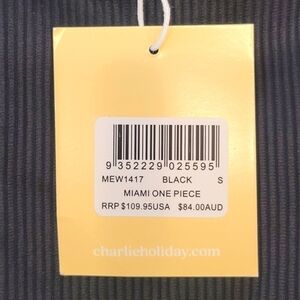 9 352229 025595
MEW1417 BLACK S
MIAMI ONE PIECE
RRP $109.95USA $84.00AUD
charlieholiday.com